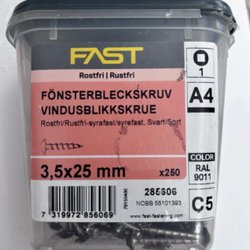 FAST
Rostfri | Rustfri
1
FÖNSTERBLECKSKRUV
VINDUSBLIKKSKRUE
A4
Rostfri/Rustfri-syrafast/syrefast, Svart/Sort
COLOR
RAL
9011
3,5x25 mm
x250
285606
NOBB 55101393
C5
7 319972 856069
www.fast-fastening.com